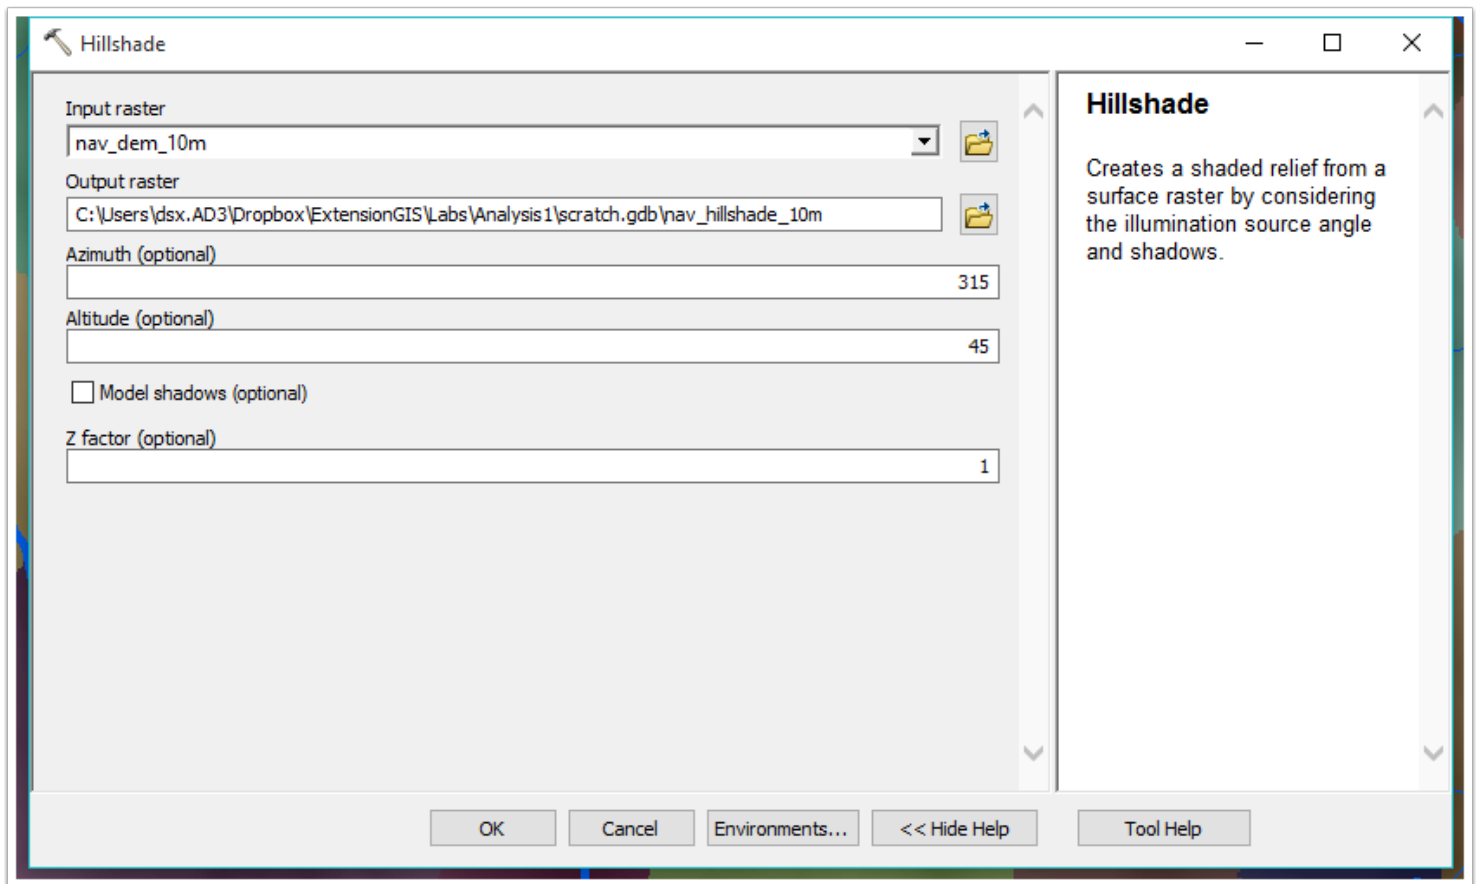 Hillshade
Input raster
nav_dem_10m
Output raster
C:\Users\dsx.AD3\Dropbox\ExtensionGIS\Labs\Analysis1\scratch.gdb\nav_hillshade_10m
Azimuth (optional)
315
Altitude (optional)
45
Model shadows (optional)
Z factor (optional)
1
Hillshade
Creates a shaded relief from a
surface raster by considering
the illumination source angle
and shadows.
OK
Cancel
Environments...
<< Hide Help
Tool Help